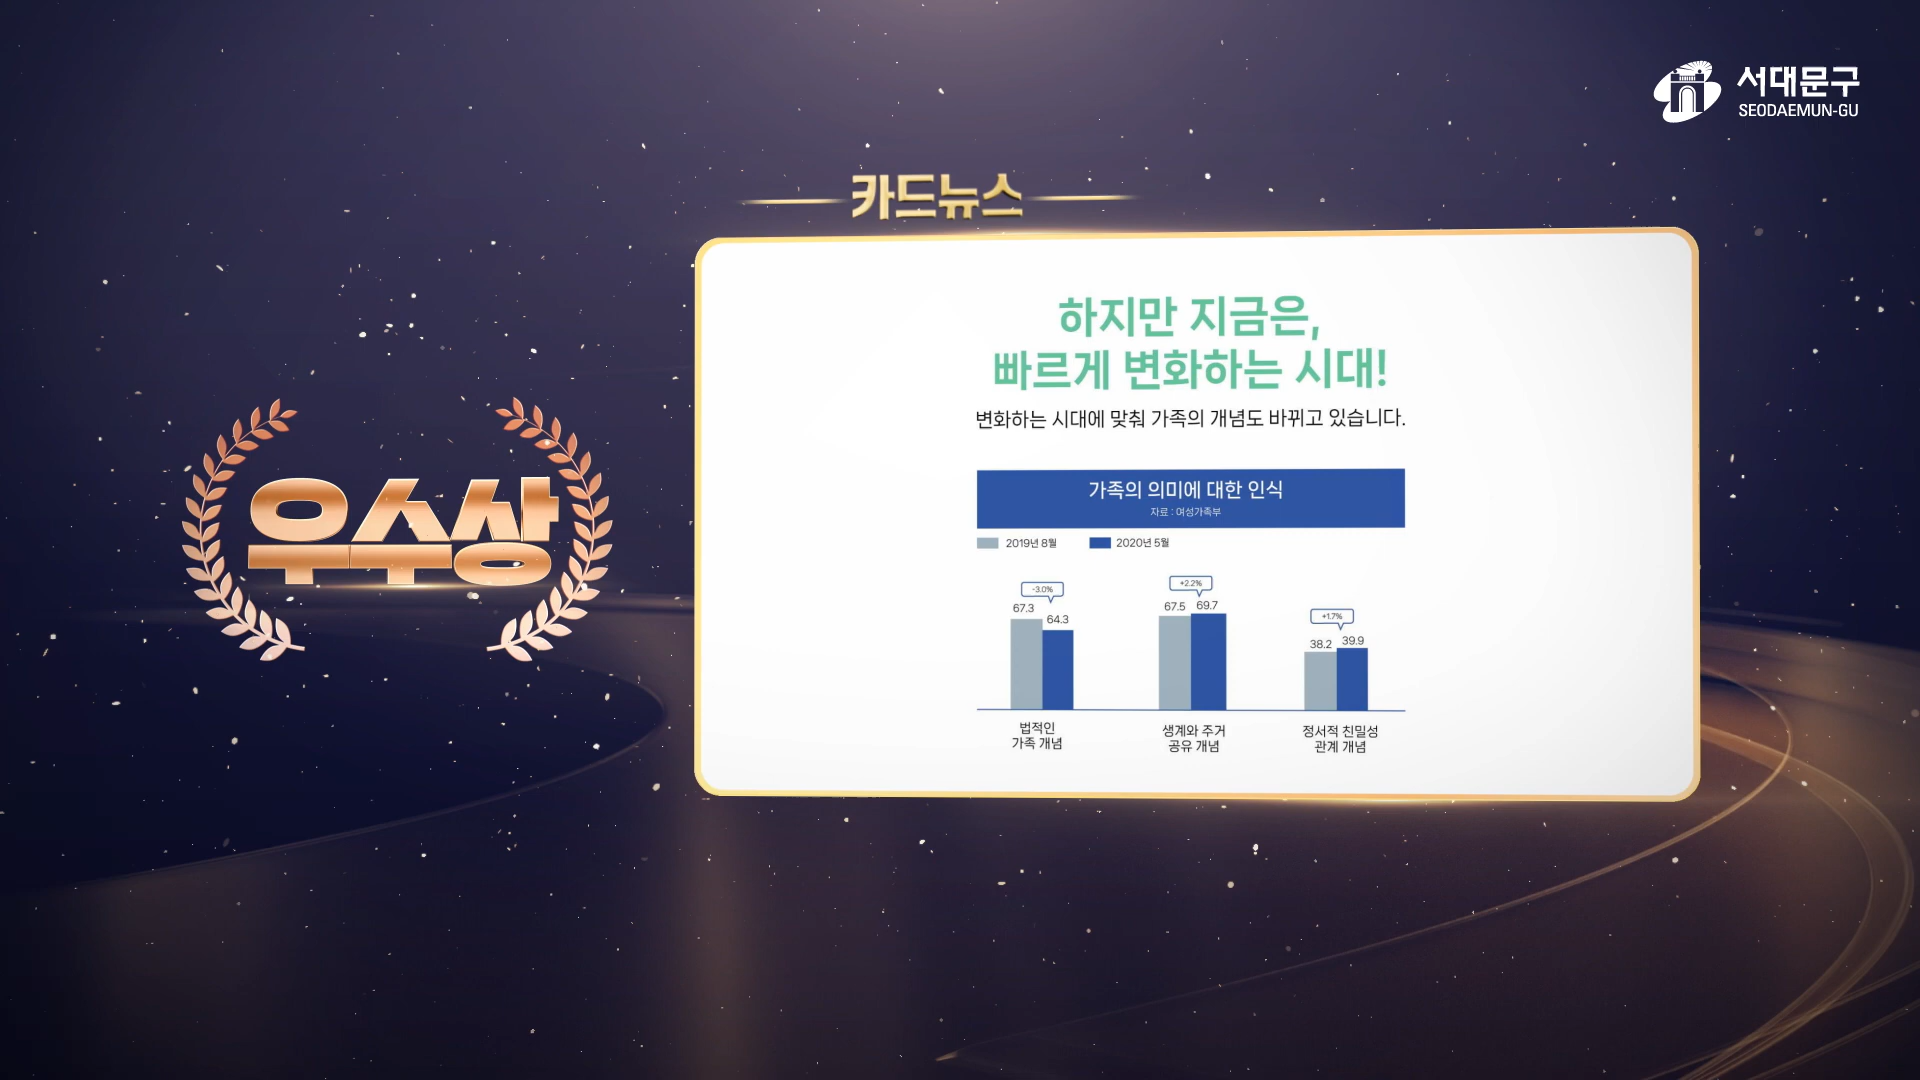 서대문구
SEODAEMUN-GU
카드뉴스
우수상
하지만 지금은,
빠르게 변화하는 시대!
변화하는 시대에 맞춰 가족의 개념도 바뀌고 있습니다.
가족의 의미에 대한 인식
자료 : 여성가족부
2019년 8월 2020년 5월
-3.0% +2.2% +1.7%
67.3 64.3 67.5 69.7 38.2 39.9
법적인
가족 개념
생계와 주거
공유 개념
정서적 친밀성
관계 개념